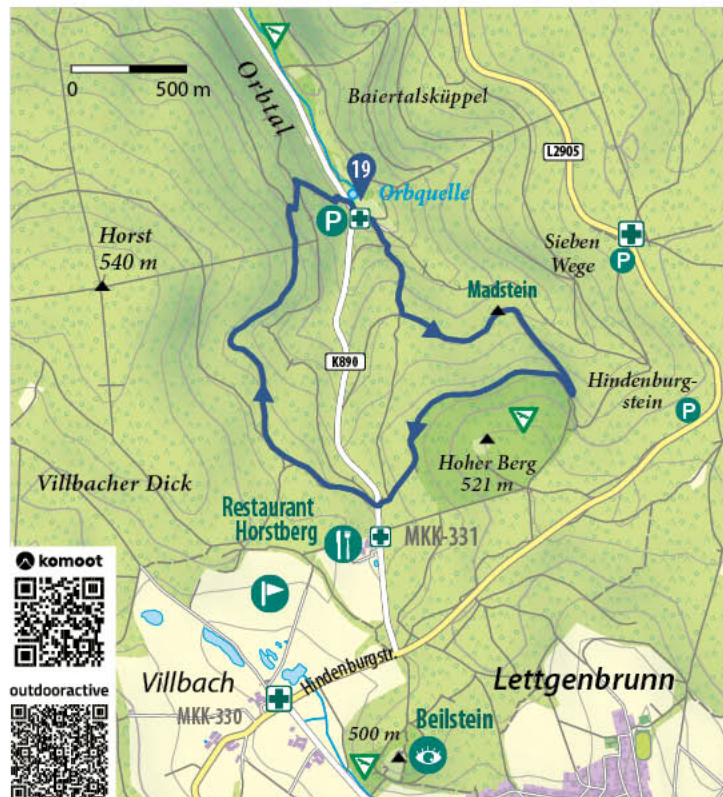 Orbtal
0
500 m
Baiertalsküppel
L2905
19
Orbquelle
P
Horst
540 m
Sieben
Wege
P
Madstein
K890
Hindenburg-
stein
P
Hoher Berg
521 m
Villbacher Dick
Restaurant
Horstberg
MKK-331
komoot
outdooractive
Villbach
Hindenburgstr.
MKK-330
Lettgenbrunn
500 m
Beilstein